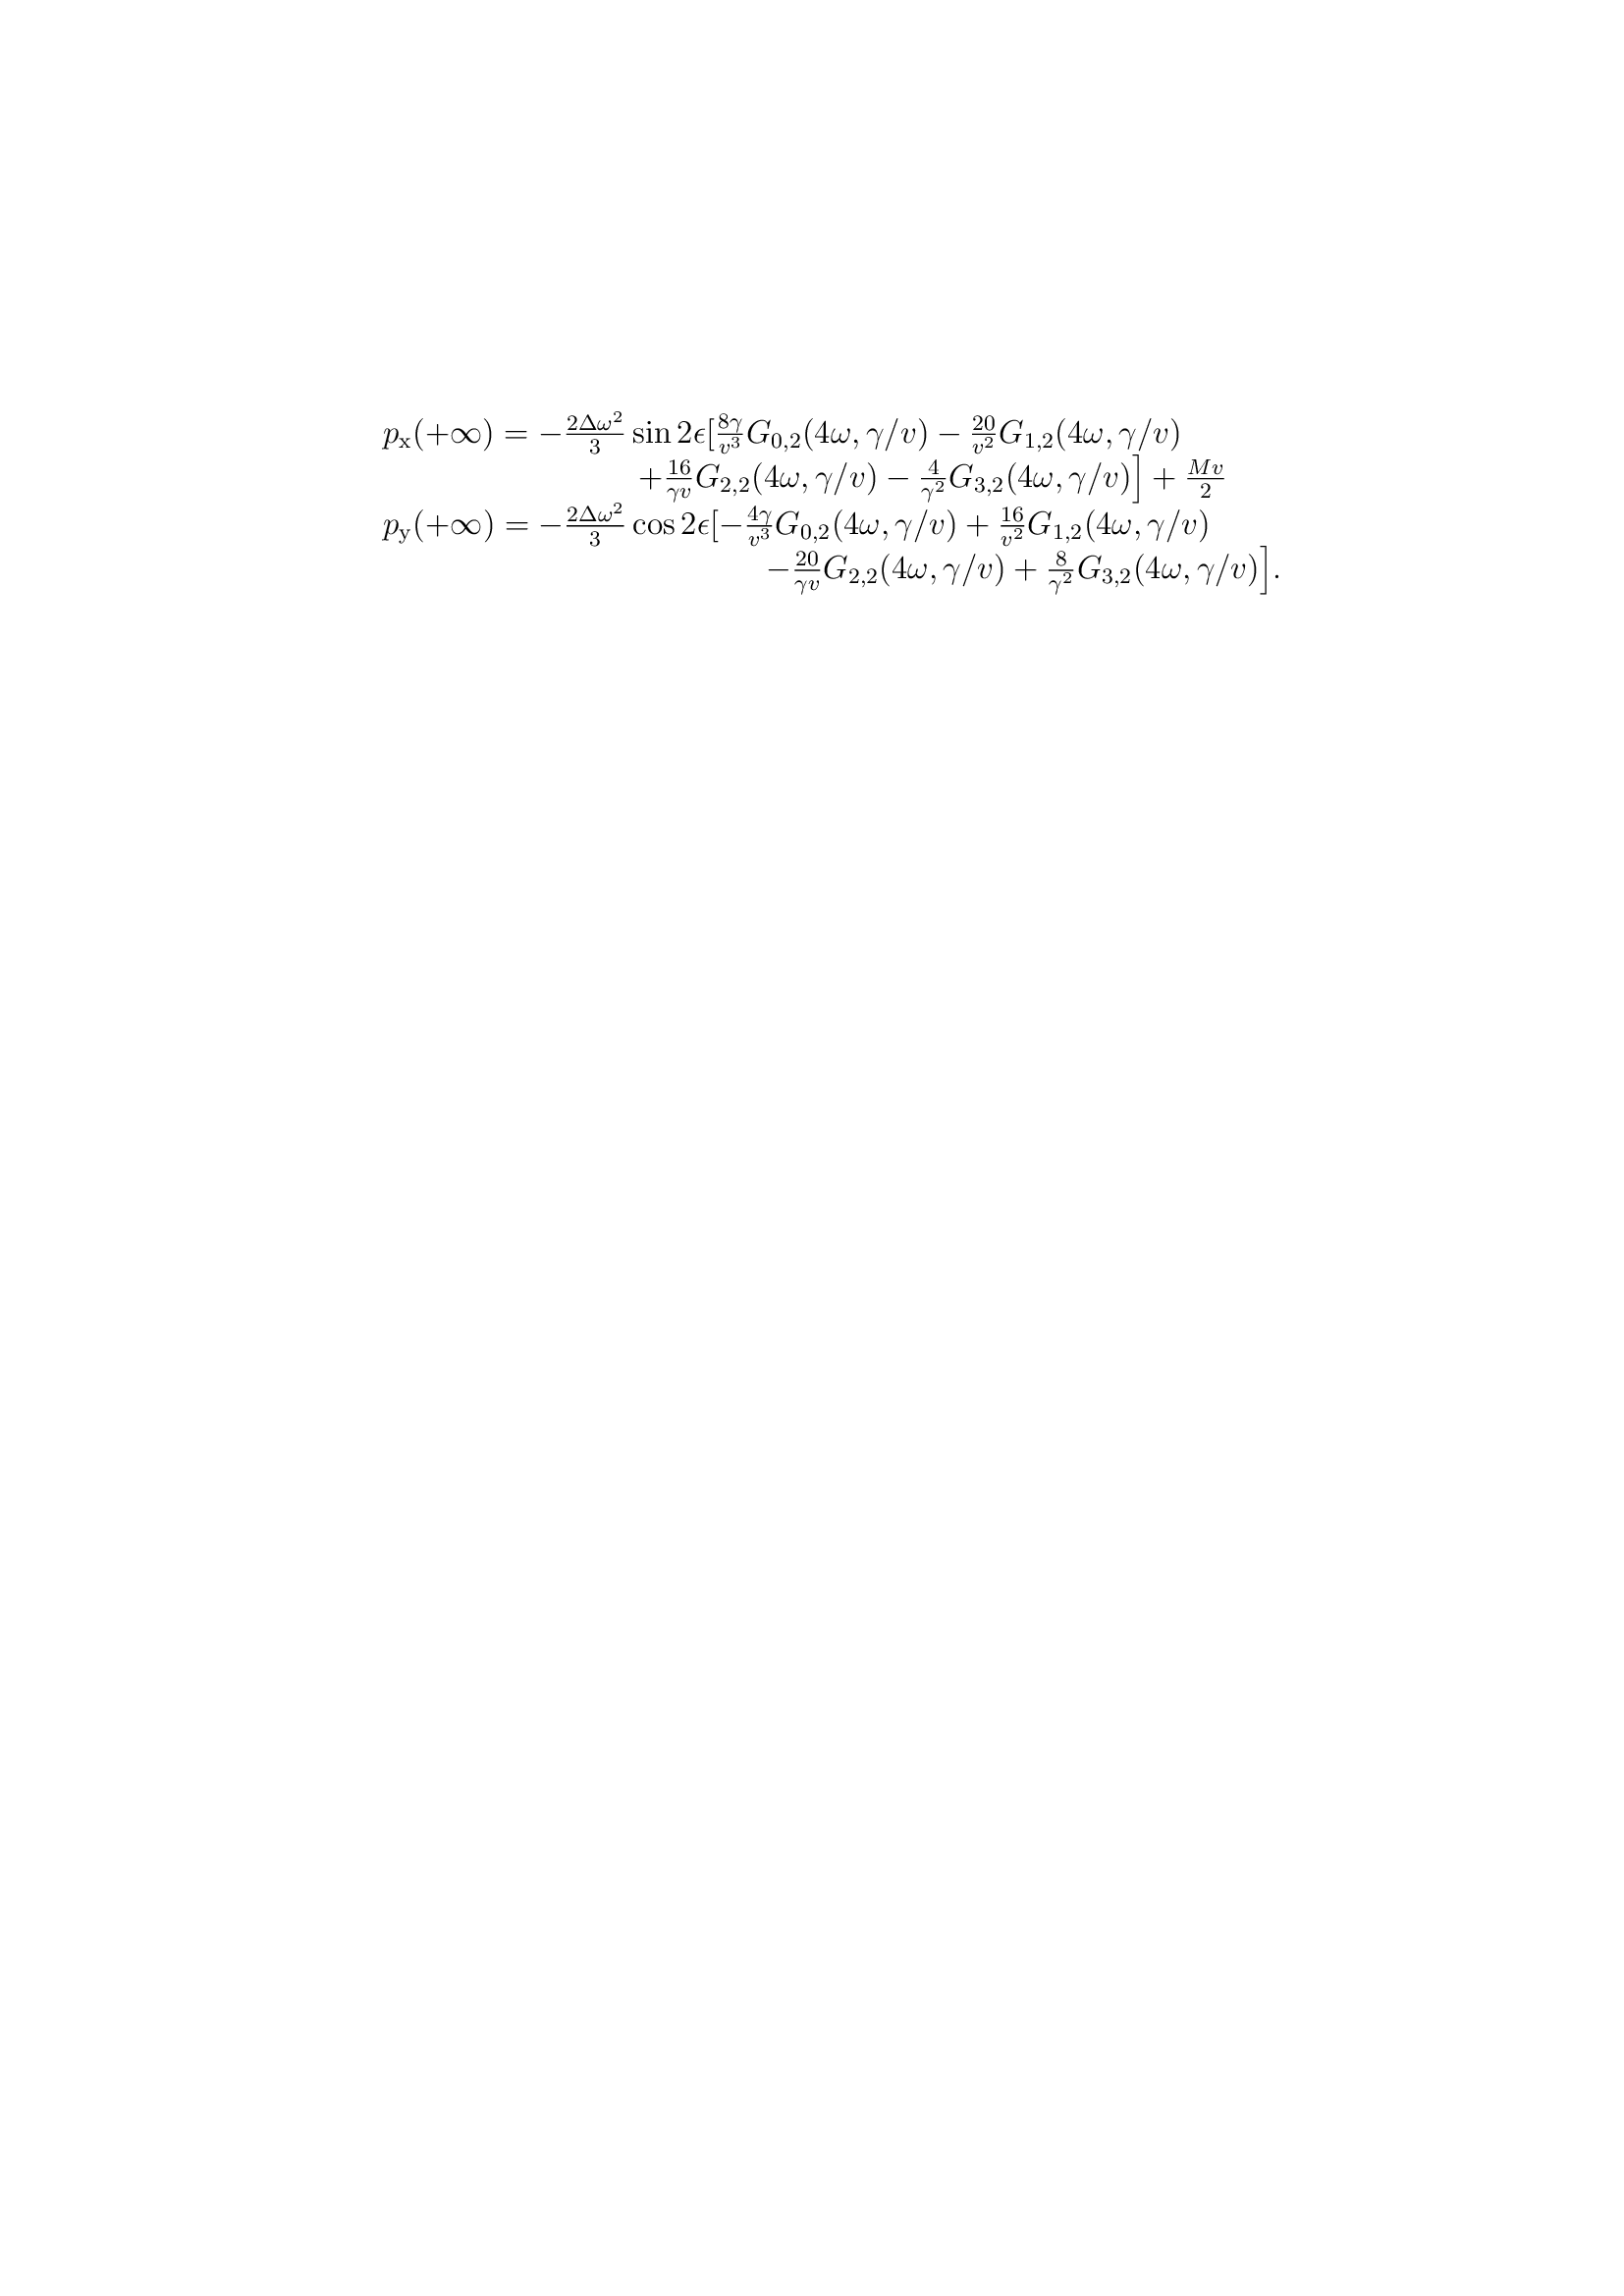 $p_{\mathrm{x}}(+\infty) = -\frac{2\Delta\omega^2}{3} \sin 2\epsilon [\frac{8\gamma}{v^3} G_{0,2}(4\omega, \gamma/v) - \frac{20}{v^2} G_{1,2}(4\omega, \gamma/v)$
$+\frac{16}{\gamma v} G_{2,2}(4\omega, \gamma/v) - \frac{4}{\gamma^2} G_{3,2}(4\omega, \gamma/v)\Big] + \frac{Mv}{2}$
$p_{\mathrm{y}}(+\infty) = -\frac{2\Delta\omega^2}{3} \cos 2\epsilon [-\frac{4\gamma}{v^3} G_{0,2}(4\omega, \gamma/v) + \frac{16}{v^2} G_{1,2}(4\omega, \gamma/v)$
$-\frac{20}{\gamma v} G_{2,2}(4\omega, \gamma/v) + \frac{8}{\gamma^2} G_{3,2}(4\omega, \gamma/v)\Big].$